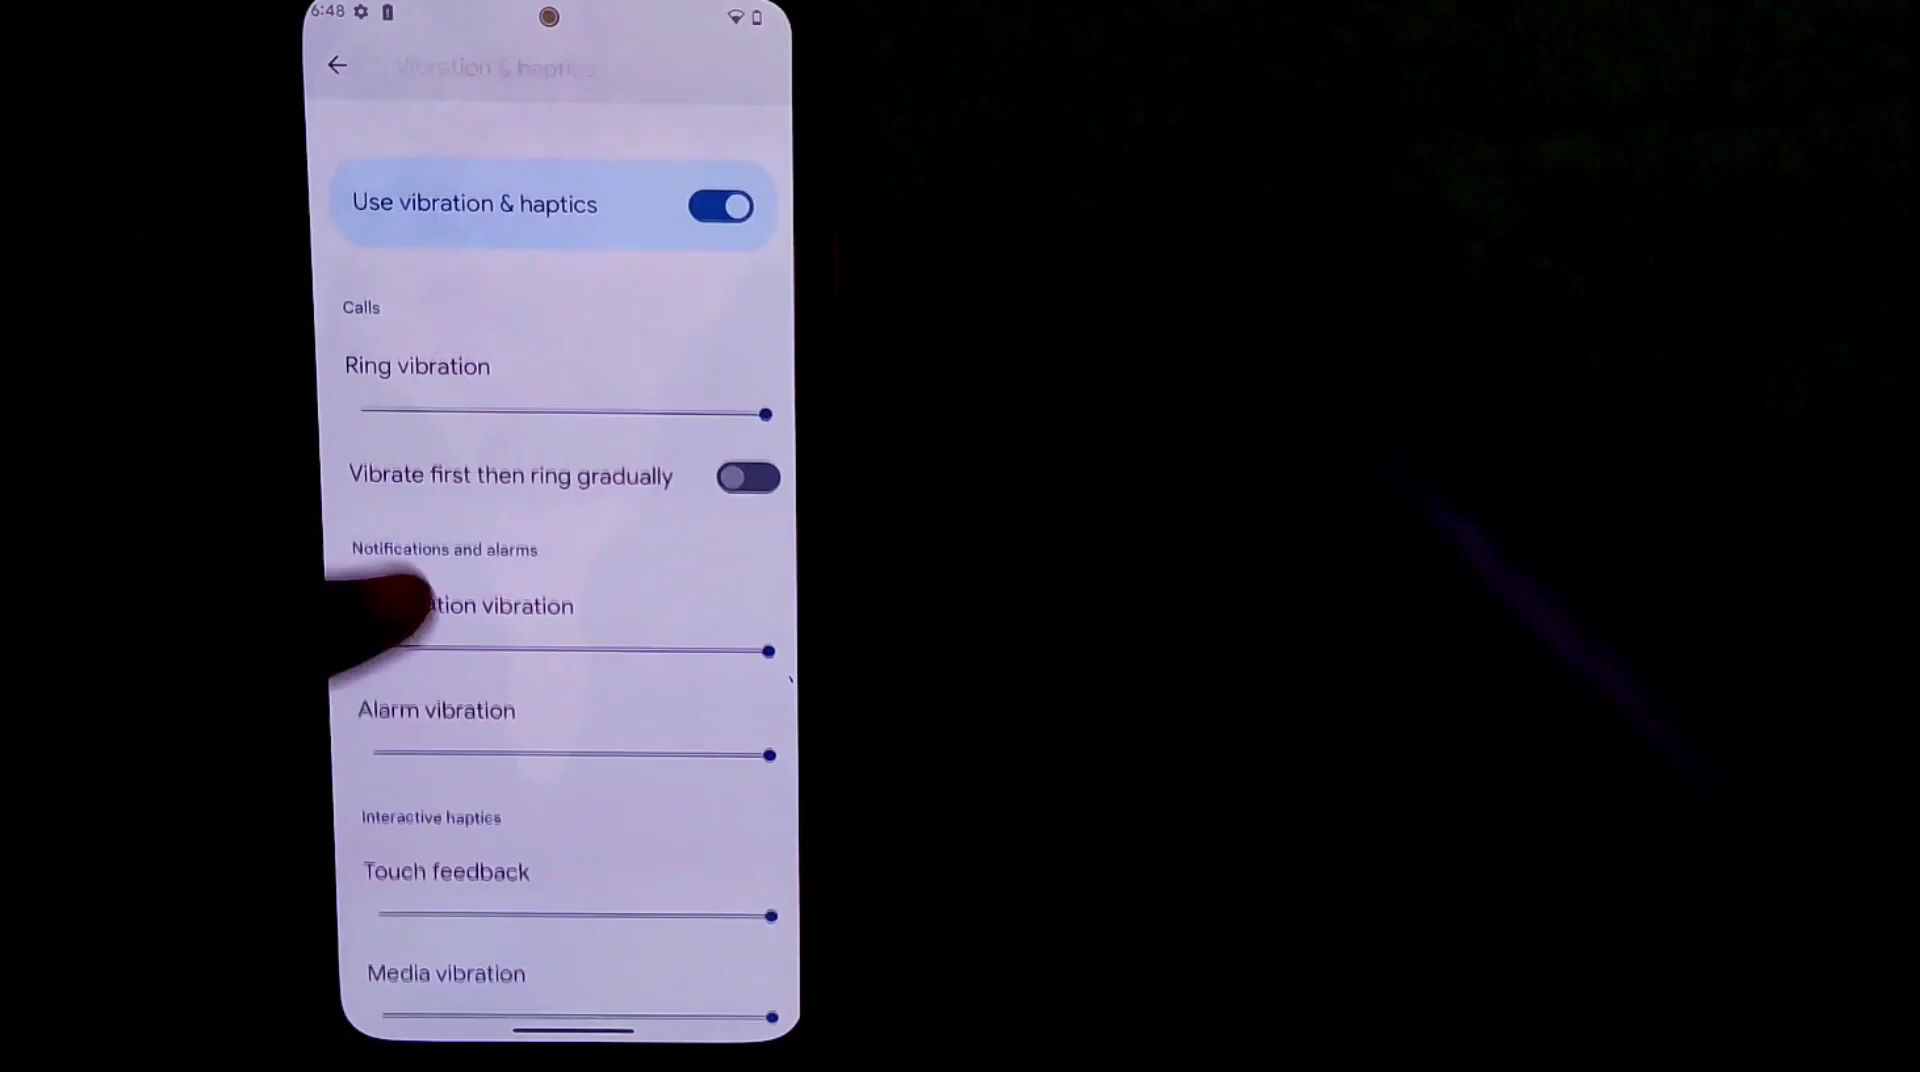 6:48
Vibration & haptics
Use vibration & haptics
Calls
Ring vibration
Vibrate first then ring gradually
Notifications and alarms
tion vibration
Alarm vibration
Interactive haptics
Touch feedback
Media vibration